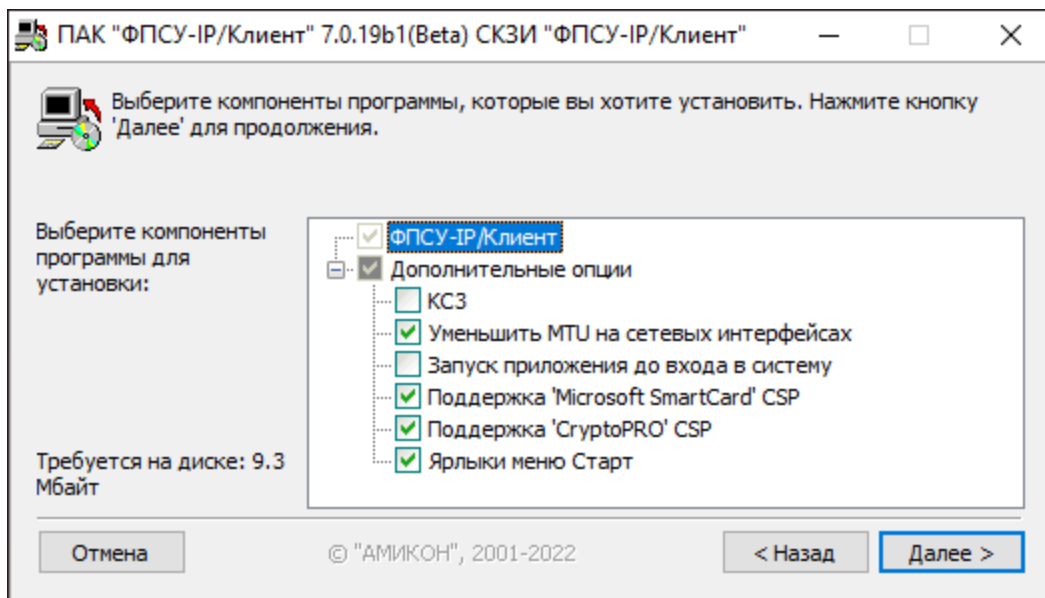 ПАК "ФПСУ-IP/Клиент" 7.0.19b1(Beta) СКЗИ "ФПСУ-IP/Клиент"
Выберите компоненты программы, которые вы хотите установить. Нажмите кнопку
'Далее' для продолжения.
Выберите компоненты
программы для
установки:
ФПСУ-IP/Клиент
Дополнительные опции
КС3
Уменьшить MTU на сетевых интерфейсах
Запуск приложения до входа в систему
Поддержка 'Microsoft SmartCard' CSP
Поддержка 'CryptoPRO' CSP
Ярлыки меню Старт
Требуется на диске: 9.3
Мбайт
Отмена
© "АМИКОН", 2001-2022
< Назад
Далее >